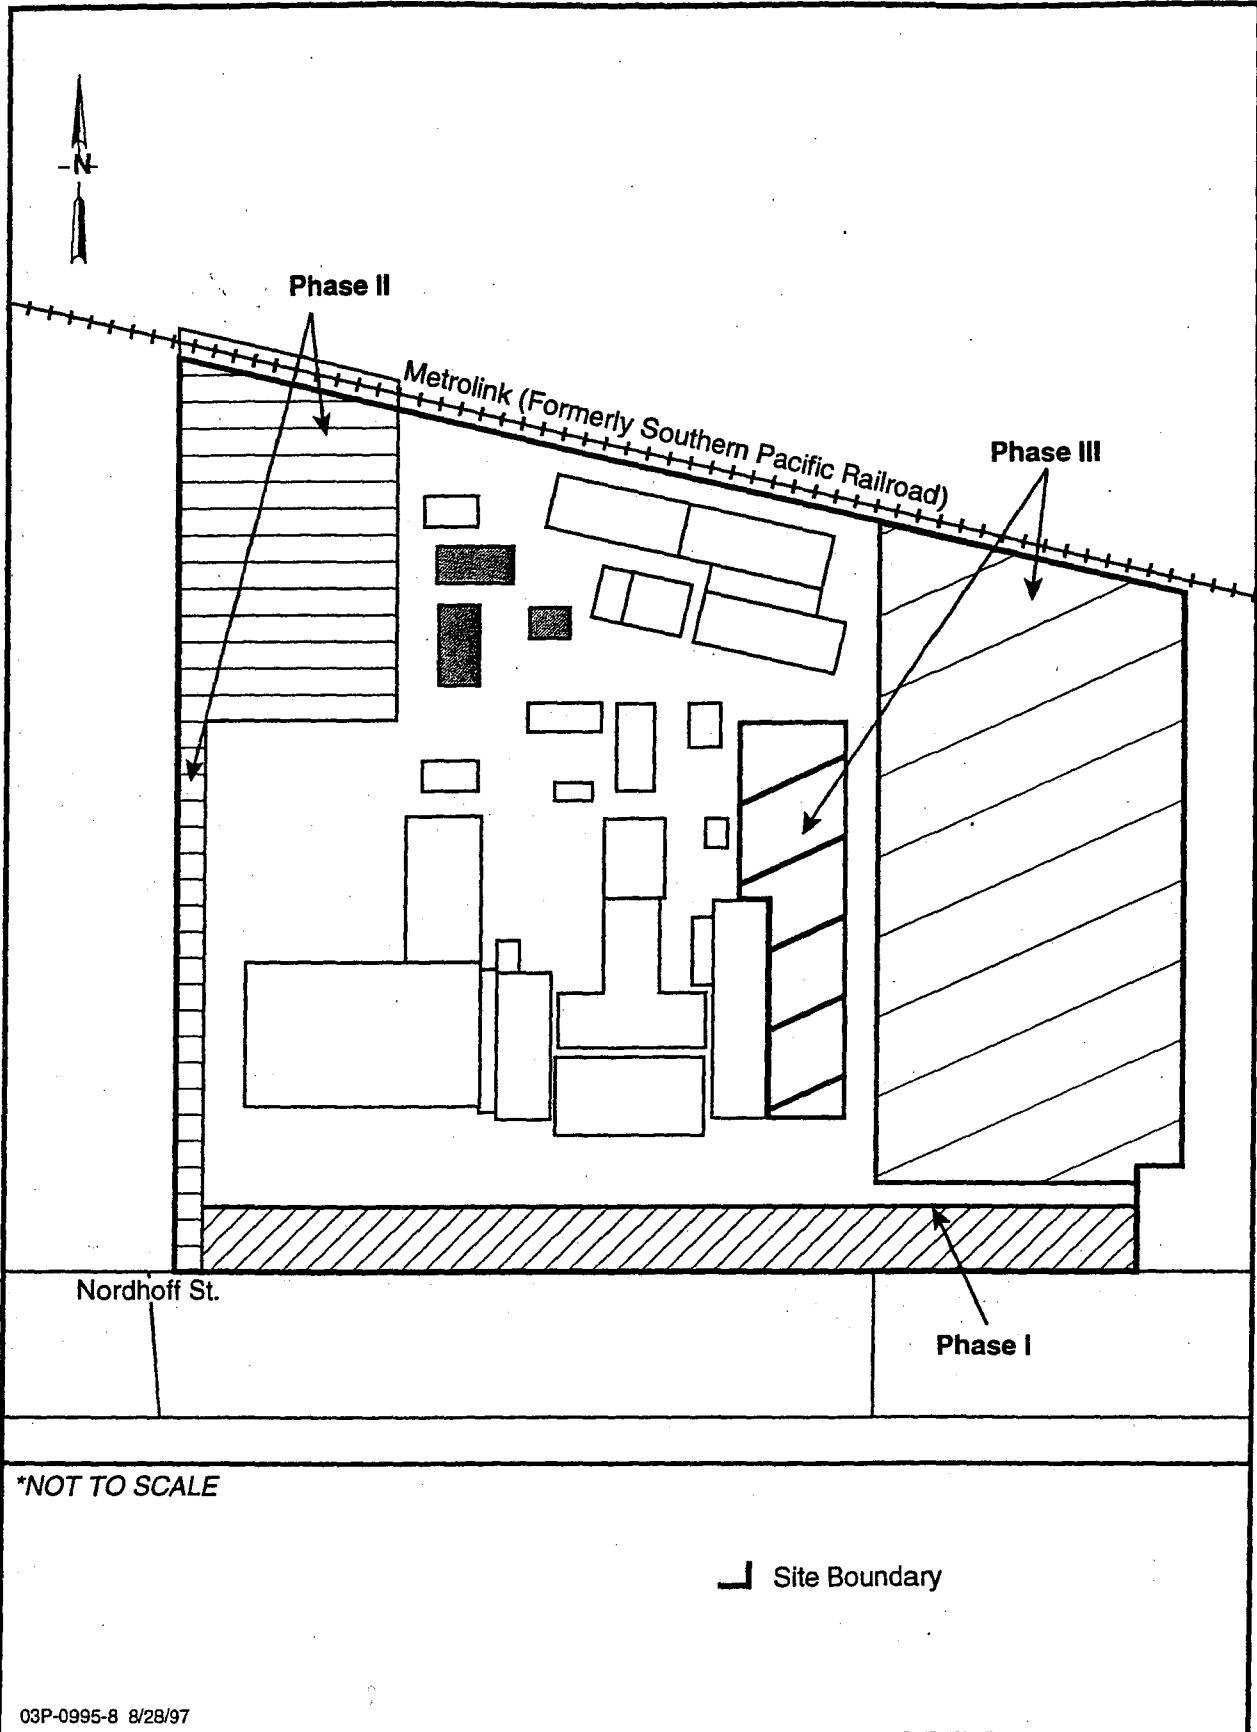 N
Phase II
Metrolink (Formerly Southern Pacific Railroad)
Phase III
Nordhoff St.
Phase I
*NOT TO SCALE
Site Boundary
03P-0995-8 8/28/97